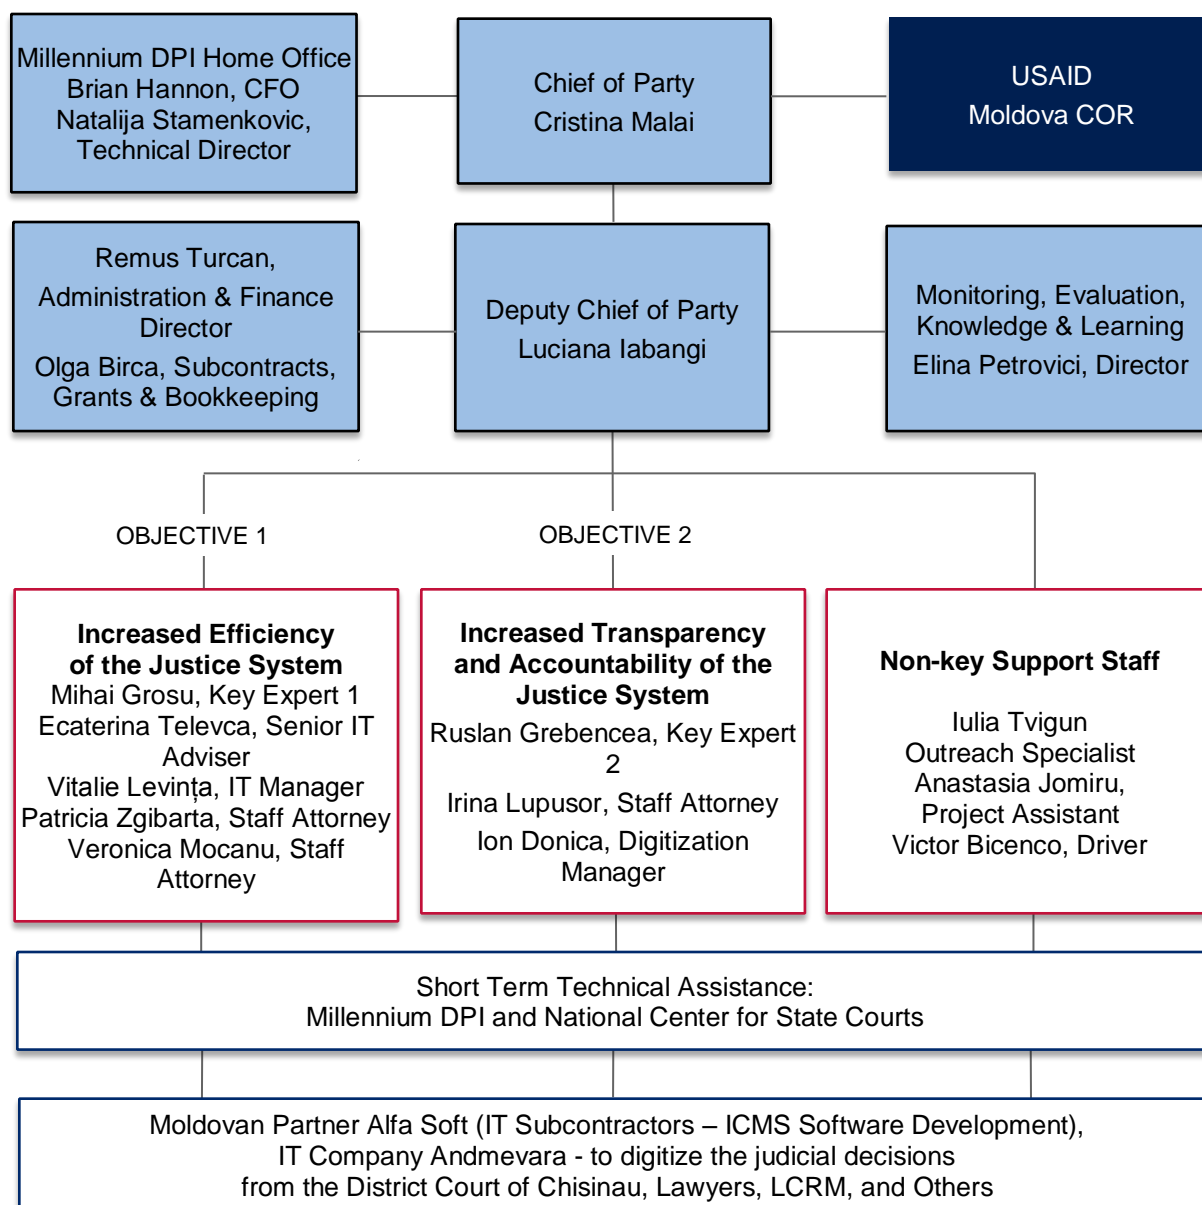 Millennium DPI Home Office
Brian Hannon, CFO
Natalija Stamenkovic,
Technical Director
Chief of Party
Cristina Malai
USAID
Moldova COR
Remus Turcan,
Administration & Finance
Director
Olga Birca, Subcontracts,
Grants & Bookkeeping
Deputy Chief of Party
Luciana Iabangi
Monitoring, Evaluation,
Knowledge & Learning
Elina Petrovici, Director
OBJECTIVE 1
OBJECTIVE 2
Increased Efficiency
of the Justice System
Mihai Grosu, Key Expert 1
Ecaterina Televca, Senior IT
Adviser
Vitalie Levința, IT Manager
Patricia Zgibarta, Staff Attorney
Veronica Mocanu, Staff
Attorney
Increased Transparency
and Accountability of the
Justice System
Ruslan Grebencea, Key Expert
2
Irina Lupusor, Staff Attorney
Ion Donica, Digitization
Manager
Non-key Support Staff
Iulia Tvigun
Outreach Specialist
Anastasia Jomiru,
Project Assistant
Victor Bicenco, Driver
Short Term Technical Assistance:
Millennium DPI and National Center for State Courts
Moldovan Partner Alfa Soft (IT Subcontractors – ICMS Software Development),
IT Company Andmevara - to digitize the judicial decisions
from the District Court of Chisinau, Lawyers, LCRM, and Others